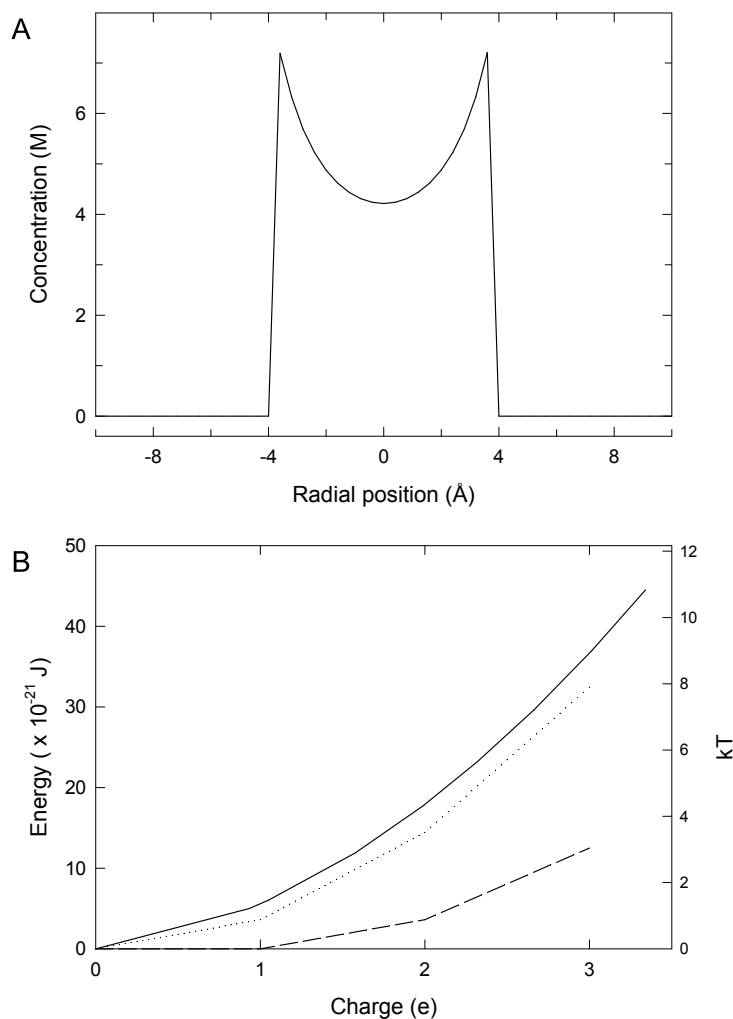 A
6
4
2
0
Concentration (M)
-8 -4 0 4 8
Radial position (Å)
B
50
40
30
20
10
0
Energy ( x 10⁻²¹ J)
12
10
8
6
4
2
0
kT
0 1 2 3
Charge (e)